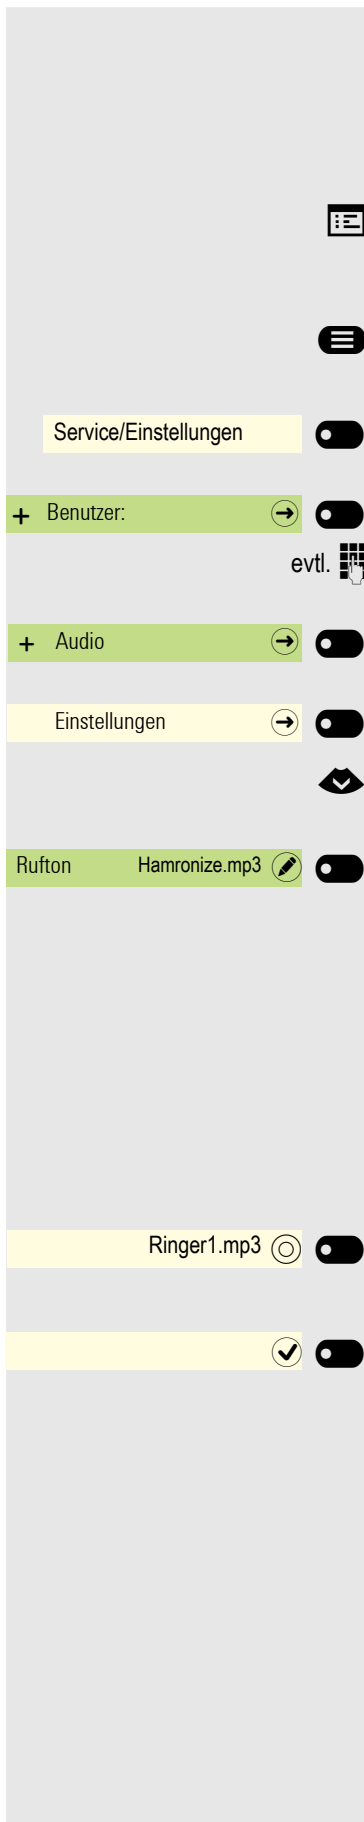 Service/Einstellungen
+ Benutzer:
evtl.
+ Audio
Einstellungen
Rufton Hamronize.mp3
Ringer1.mp3